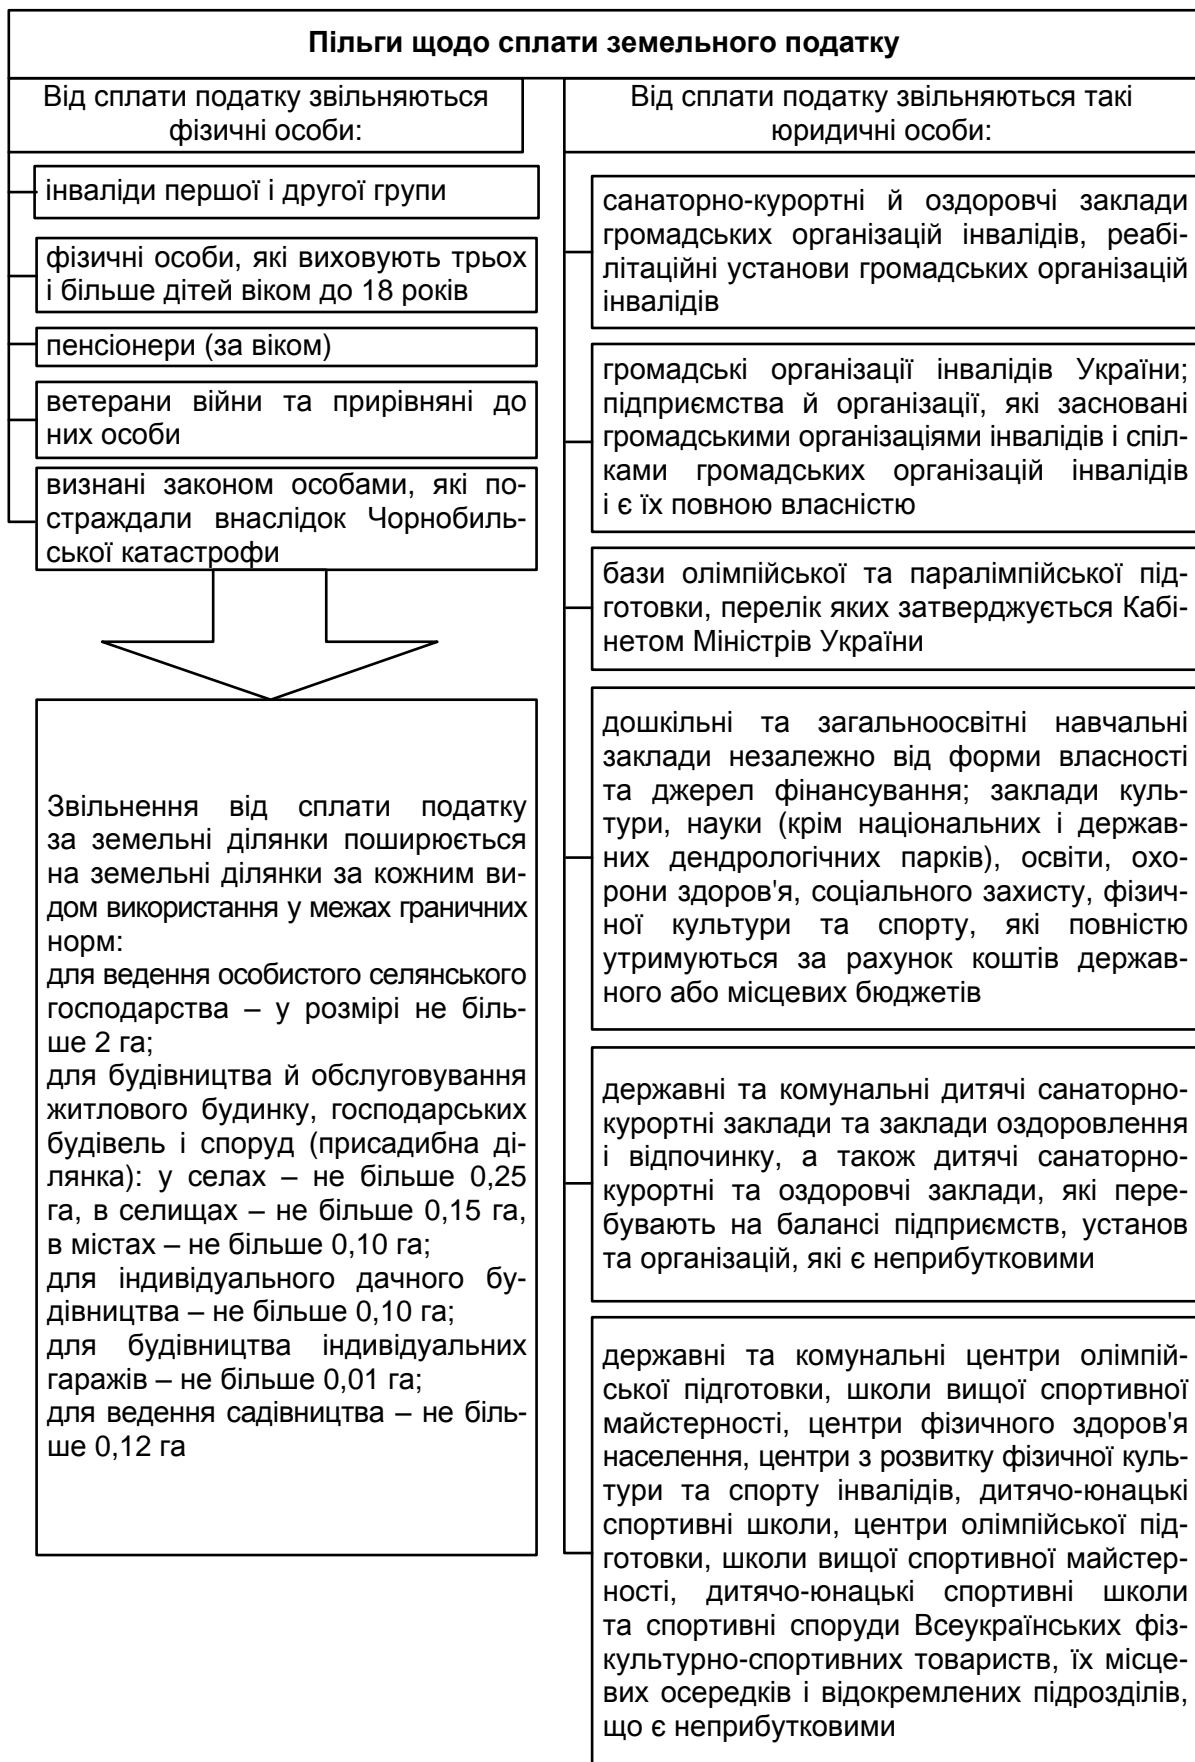 Пільги щодо сплати земельного податку
Від сплати податку звільняються
фізичні особи:
інваліди першої і другої групи
фізичні особи, які виховують трьох
і більше дітей віком до 18 років
пенсіонери (за віком)
ветерани війни та прирівняні до
них особи
визнані законом особами, які по-
страждали внаслідок Чорнобиль-
ської катастрофи
Звільнення від сплати податку
за земельні ділянки поширюється
на земельні ділянки за кожним ви-
дом використання у межах граничних
норм:
для ведення особистого селянського
господарства – у розмірі не біль-
ше 2 га;
для будівництва й обслуговування
житлового будинку, господарських
будівель і споруд (присадибна ді-
лянка): у селах – не більше 0,25
га, в селищах – не більше 0,15 га,
в містах – не більше 0,10 га;
для індивідуального дачного бу-
дівництва – не більше 0,10 га;
для будівництва індивідуальних
гаражів – не більше 0,01 га;
для ведення садівництва – не біль-
ше 0,12 га
Від сплати податку звільняються такі
юридичні особи:
санаторно-курортні й оздоровчі заклади
громадських організацій інвалідів, реабі-
літаційні установи громадських організацій
інвалідів
громадські організації інвалідів України;
підприємства й організації, які засновані
громадськими організаціями інвалідів і спіл-
ками громадських організацій інвалідів
і є їх повною власністю
бази олімпійської та паралімпійської під-
готовки, перелік яких затверджується Кабі-
нетом Міністрів України
дошкільні та загальноосвітні навчальні
заклади незалежно від форми власності
та джерел фінансування; заклади куль-
тури, науки (крім національних і держав-
них дендрологічних парків), освіти, охо-
рони здоров'я, соціального захисту, фізич-
ної культури та спорту, які повністю
утримуються за рахунок коштів держав-
ного або місцевих бюджетів
державні та комунальні дитячі санаторно-
курортні заклади та заклади оздоровлення
і відпочинку, а також дитячі санаторно-
курортні та оздоровчі заклади, які пере-
бувають на балансі підприємств, установ
та організацій, які є неприбутковими
державні та комунальні центри олімпій-
ської підготовки, школи вищої спортивної
майстерності, центри фізичного здоров'я
населення, центри з розвитку фізичної куль-
тури та спорту інвалідів, дитячо-юнацькі
спортивні школи, центри олімпійської під-
готовки, школи вищої спортивної майстер-
ності, дитячо-юнацькі спортивні школи
та спортивні споруди Всеукраїнських фіз-
культурно-спортивних товариств, їх місце-
вих осередків і відокремлених підрозділів,
що є неприбутковими